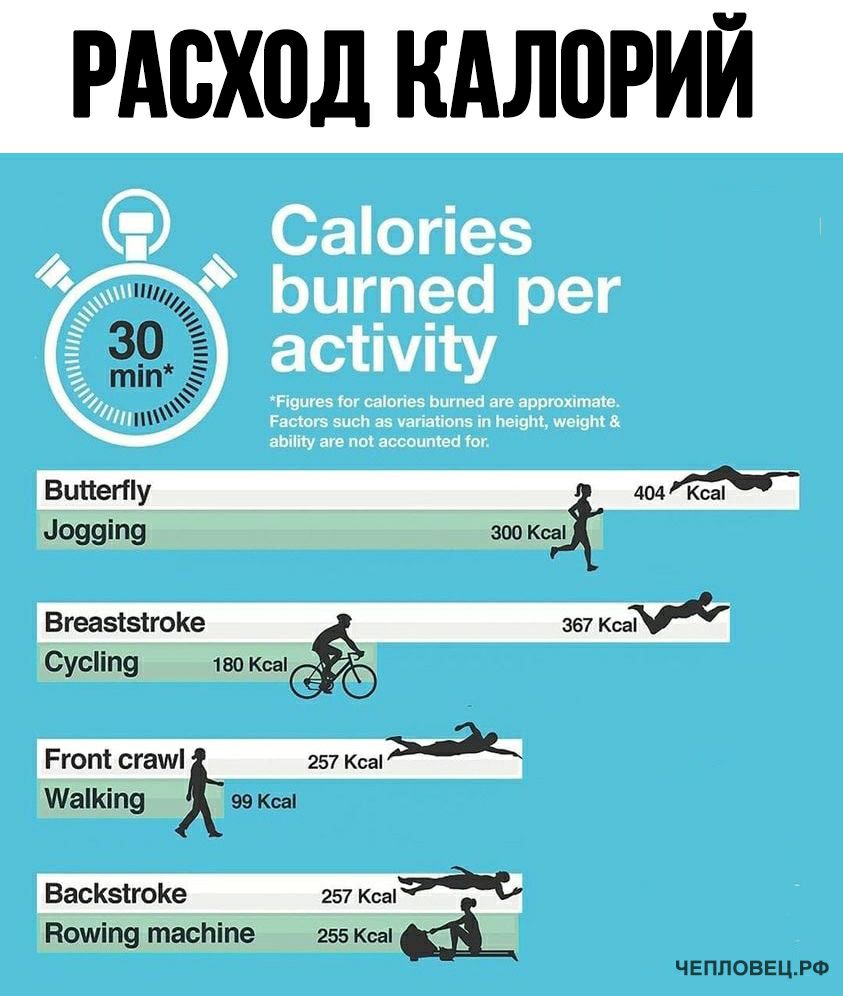 РАСХОД КАЛОРИЙ
30
min*
Calories
burned per
activity
*Figures for calories burned are approximate.
Factors such as variations in height, weight &
ability are not accounted for.
Butterfly 404 Kcal
Jogging 300 Kcal
Breaststroke 367 Kcal
Cycling 180 Kcal
Front crawl 257 Kcal
Walking 99 Kcal
Backstroke 257 Kcal
Rowing machine 255 Kcal
ЧЕПЛОВЕЦ.РФ